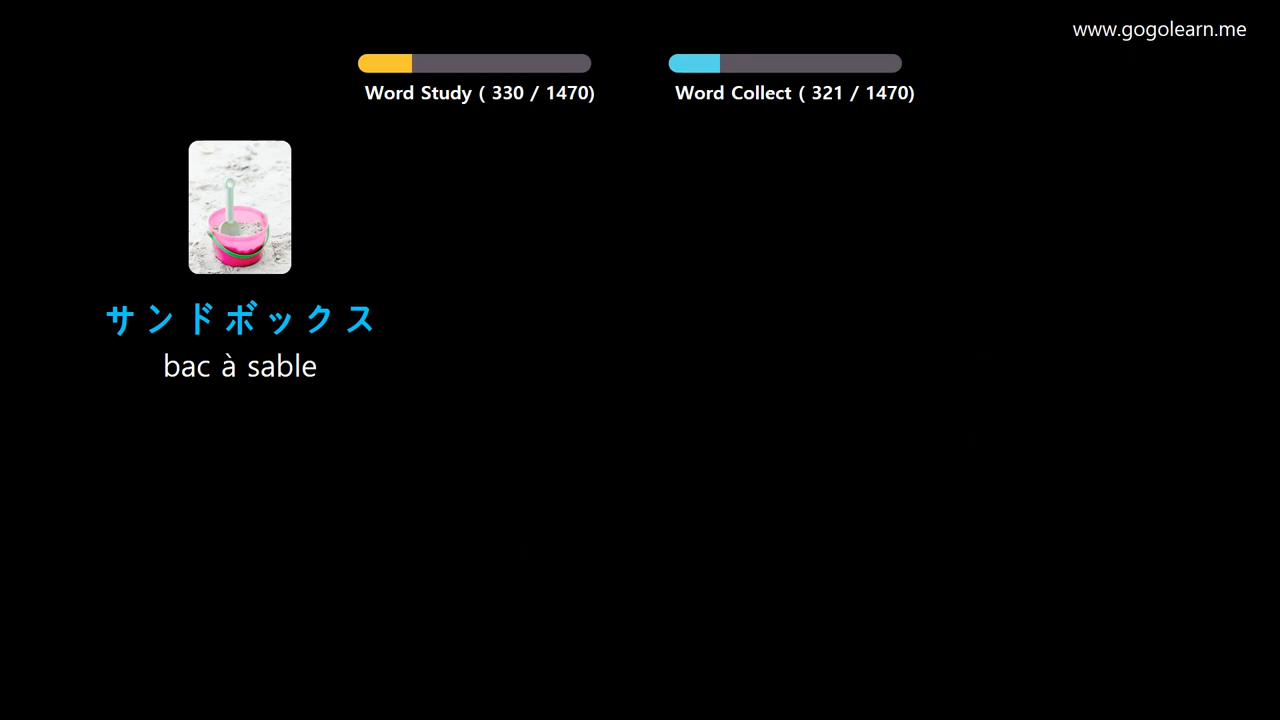 www.gogolearn.me
Word Study ( 330 / 1470)
Word Collect ( 321 / 1470)
サンドボックス
bac à sable